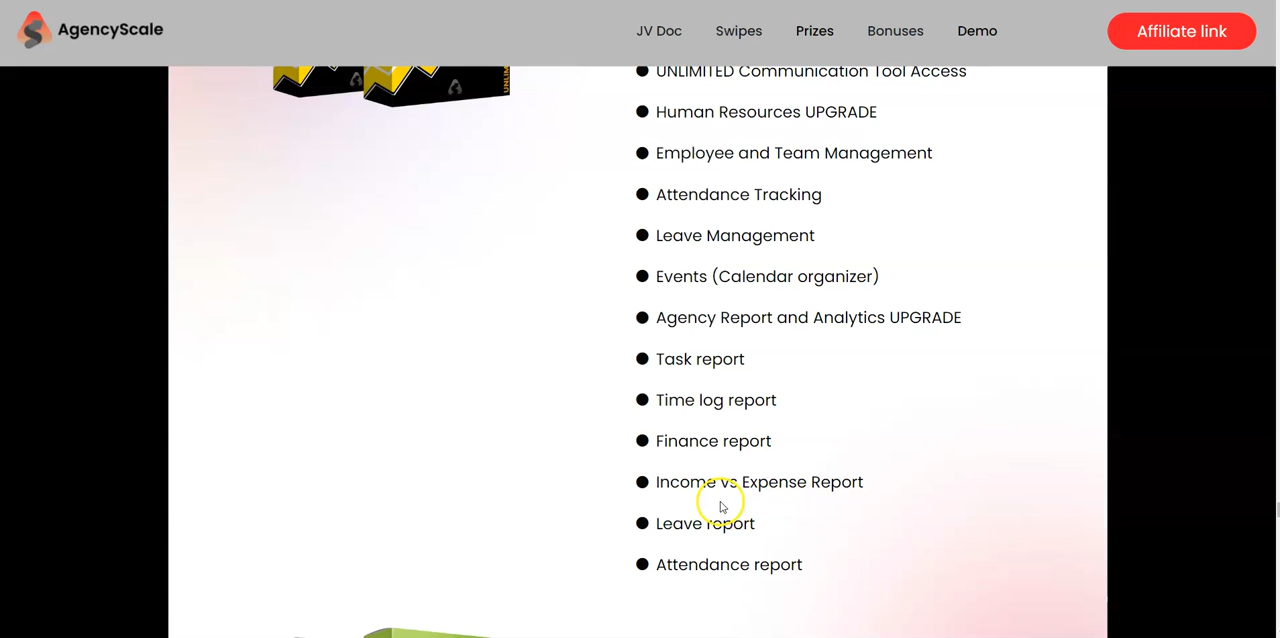 AgencyScale
JV Doc
Swipes
Prizes
Bonuses
Demo
Affiliate link
UNLIMITED Communication Tool Access
Human Resources UPGRADE
Employee and Team Management
Attendance Tracking
Leave Management
Events (Calendar organizer)
Agency Report and Analytics UPGRADE
Task report
Time log report
Finance report
Income vs Expense Report
Leave report
Attendance report